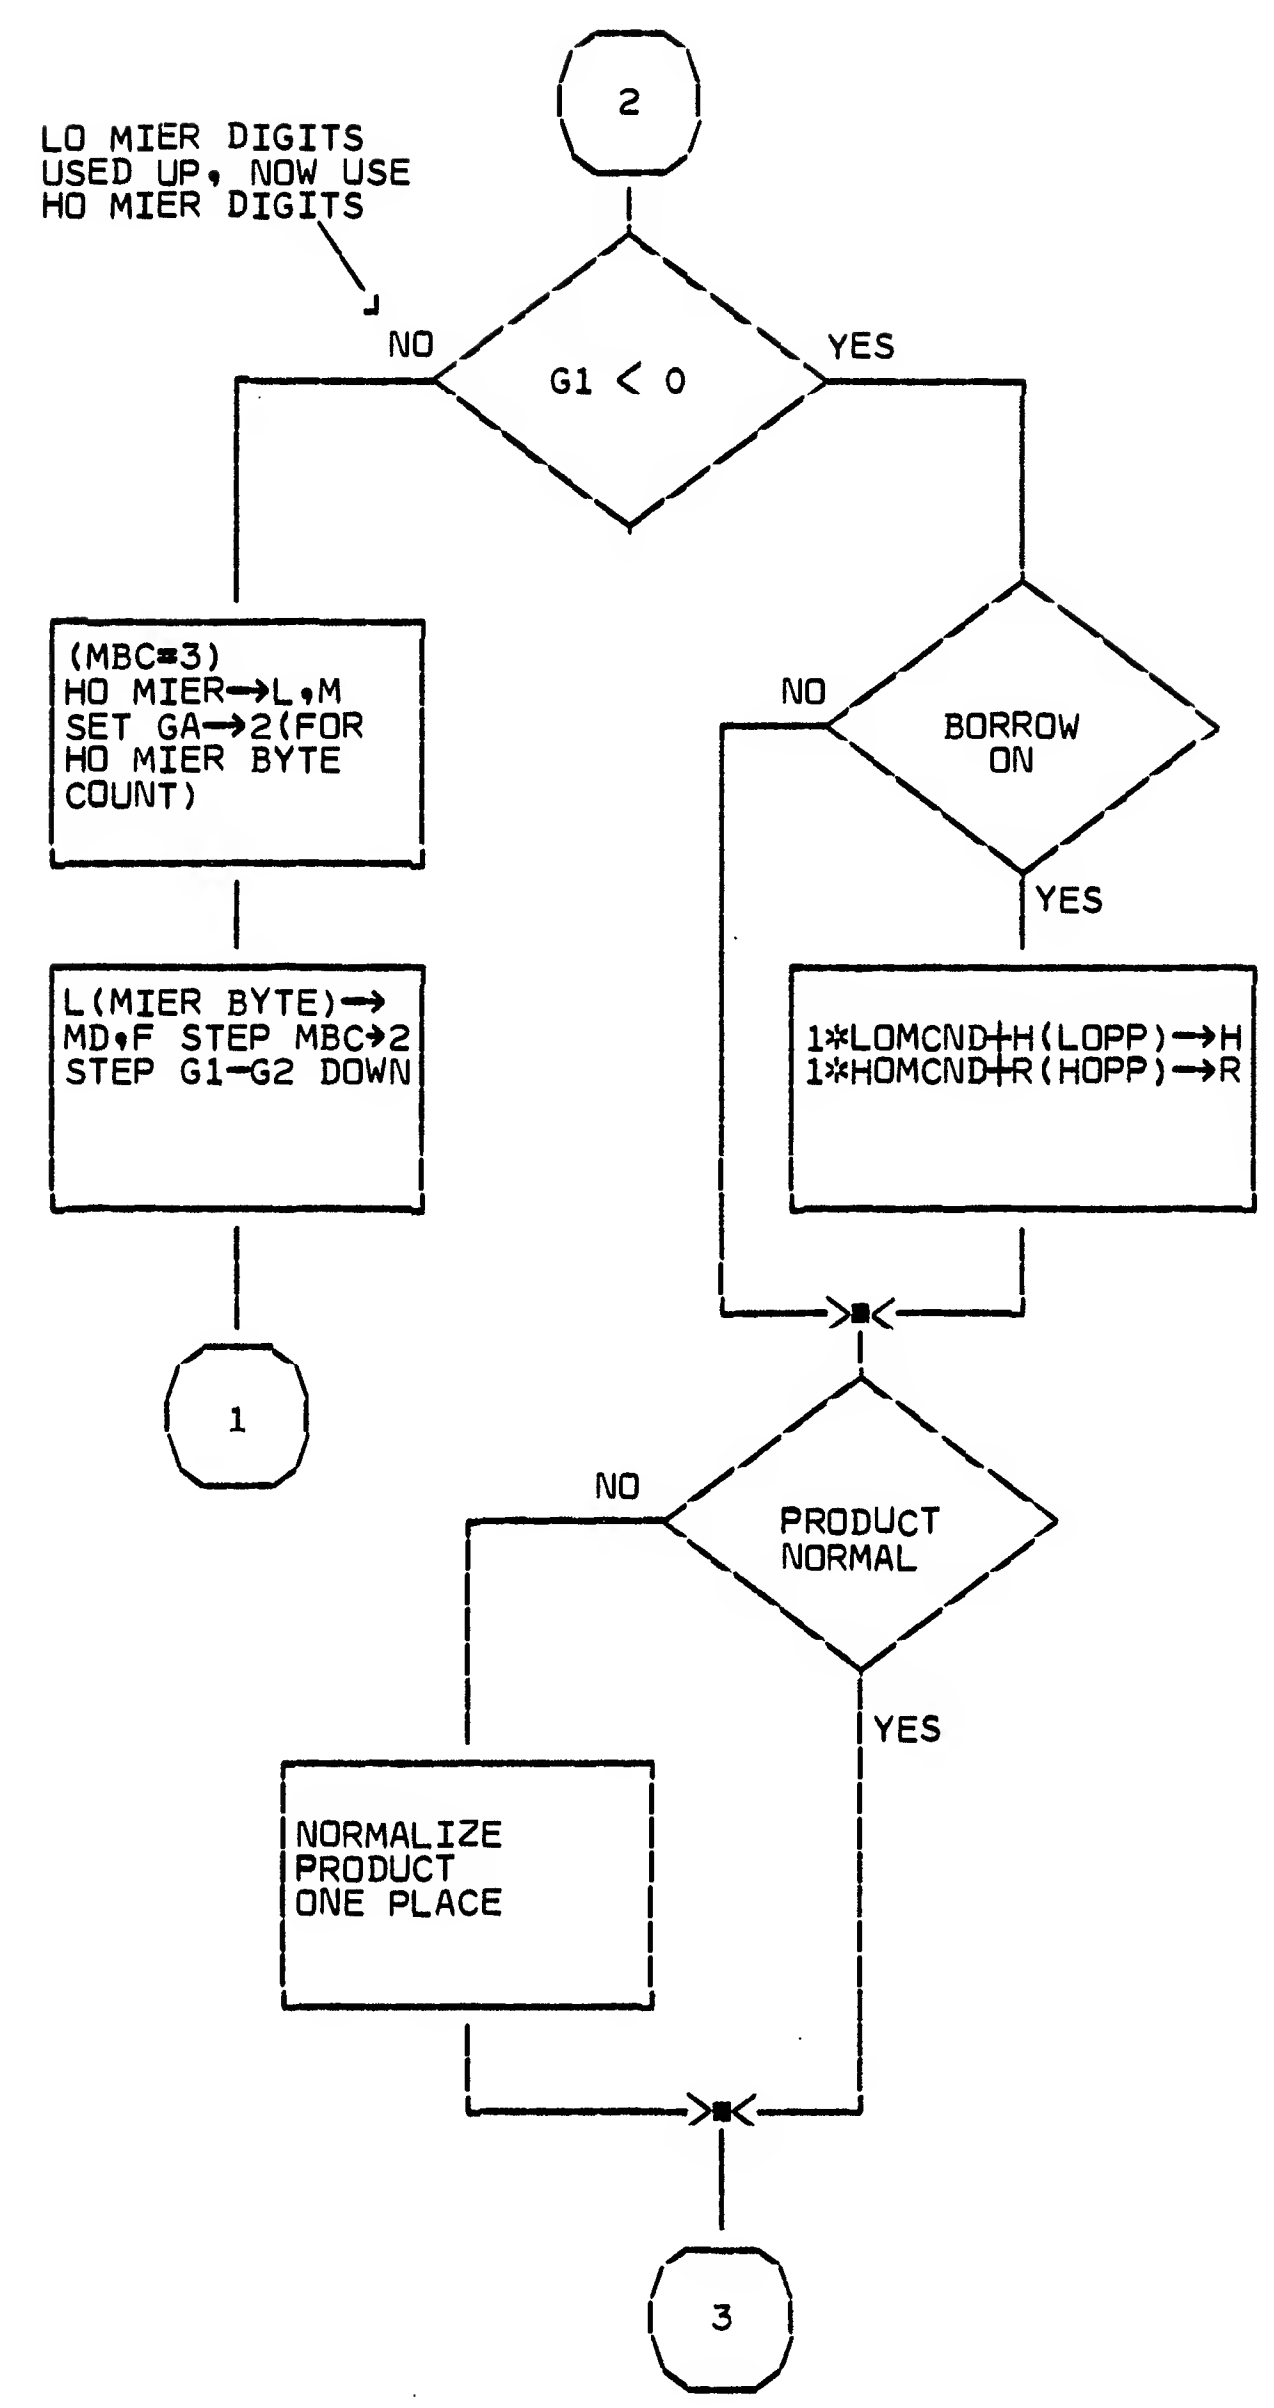 2
LO MIER DIGITS
USED UP, NOW USE
HO MIER DIGITS
NO
YES
G1 < 0
(MBC=3)
HO MIER→L,M
SET GA→2(FOR
HO MIER BYTE
COUNT)
NO
BORROW
ON
YES
L(MIER BYTE)→
MD,F STEP MBC→2
STEP G1-G2 DOWN
1*LOMCND+H(LOPP)→H
1*HOMCND+R(HOPP)→R
1
NO
PRODUCT
NORMAL
YES
NORMALIZE
PRODUCT
ONE PLACE
3